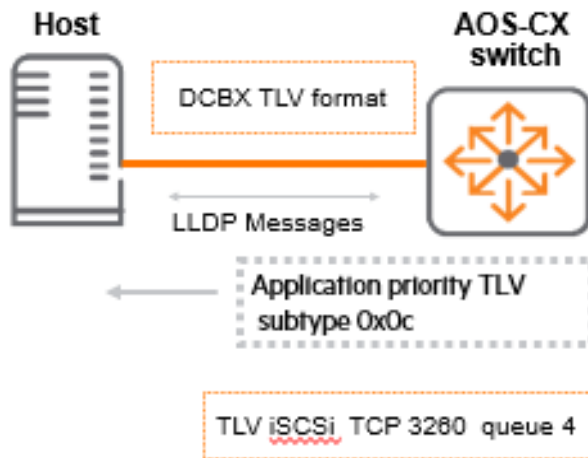 Host
AOS-CX
switch
DCBX TLV format
LLDP Messages
Application priority TLV
subtype 0x0c
TLV iSCSi TCP 3260 queue 4